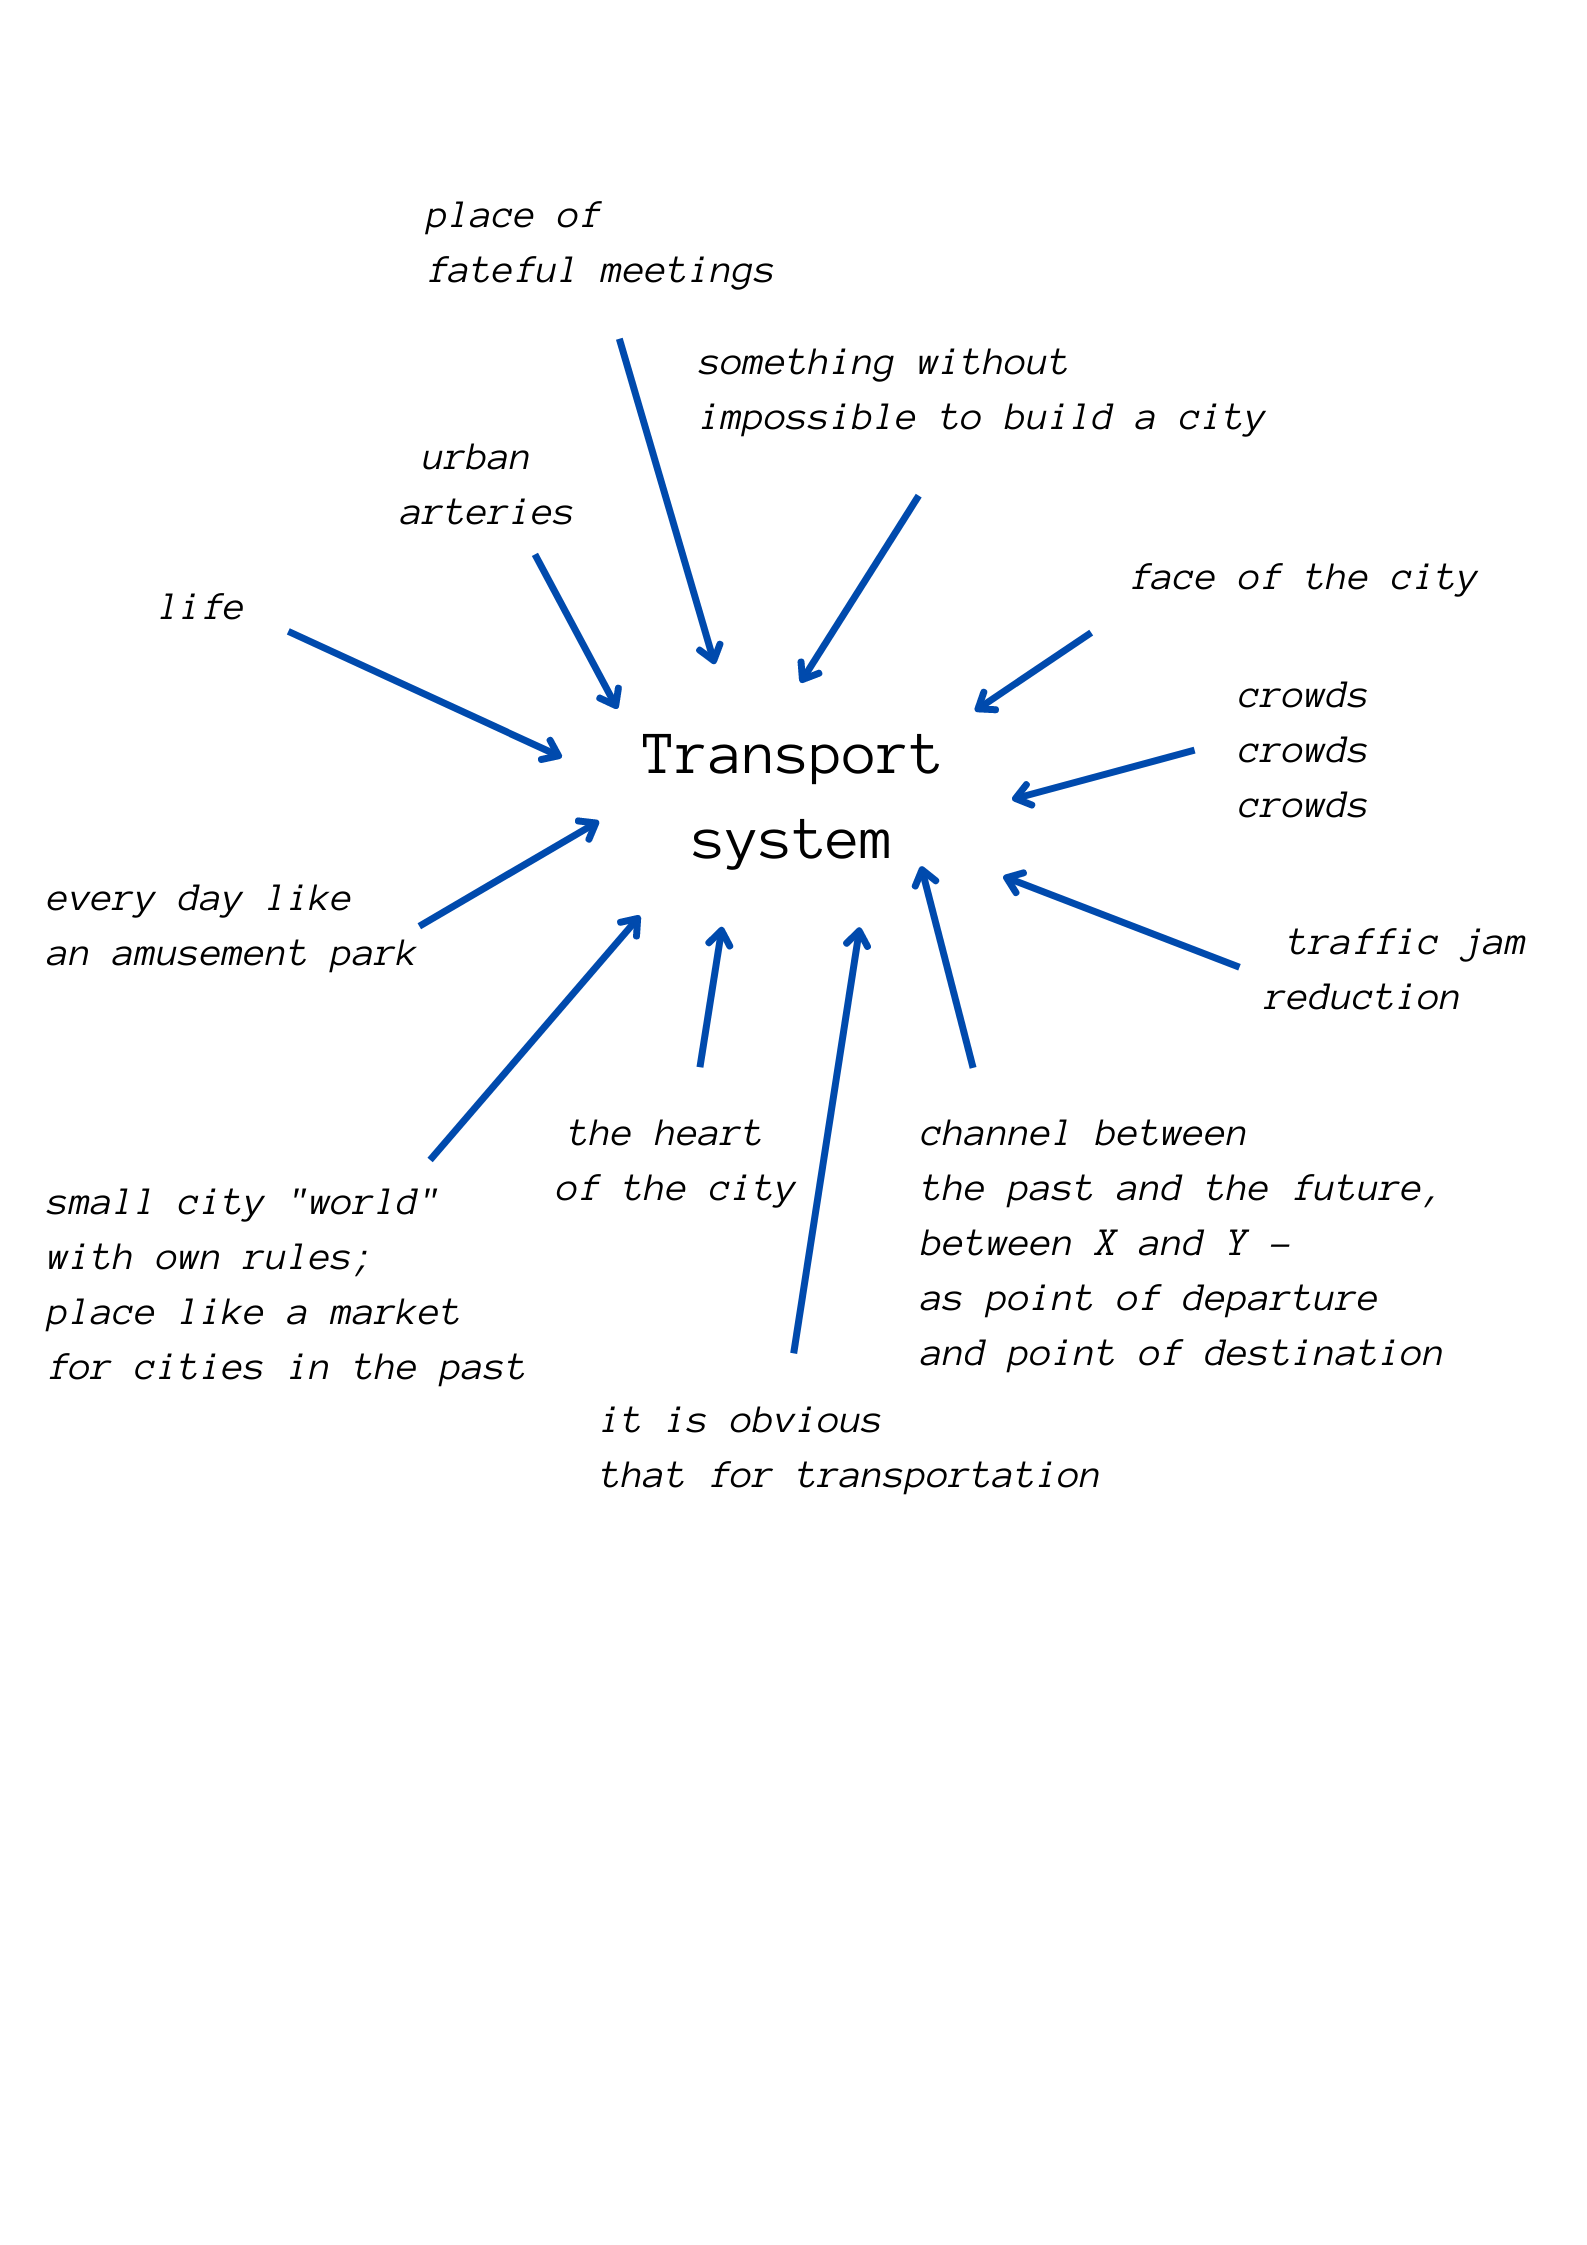 place of
fateful meetings
something without
impossible to build a city
urban
arteries
face of the city
life
crowds
crowds
crowds
Transport
system
every day like
an amusement park
traffic jam
reduction
the heart
of the city
channel between
the past and the future,
between X and Y –
as point of departure
and point of destination
small city "world"
with own rules;
place like a market
for cities in the past
it is obvious
that for transportation